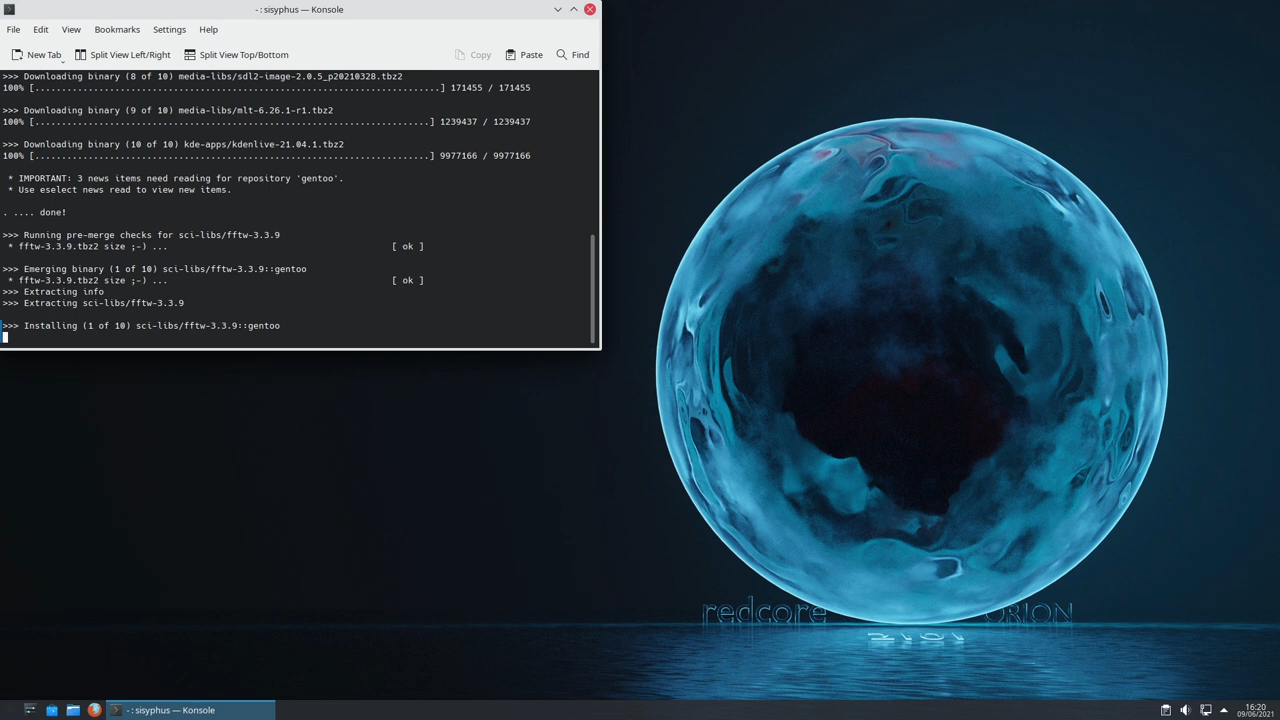 - : sisyphus — Konsole
File Edit View Bookmarks Settings Help
New Tab Split View Left/Right Split View Top/Bottom Copy Paste Find
>>> Downloading binary (8 of 10) media-libs/sdl2-image-2.0.5_p20210328.tbz2
100% [...........................................................................] 171455 / 171455
>>> Downloading binary (9 of 10) media-libs/mlt-6.26.1-r1.tbz2
100% [.........................................................................] 1239437 / 1239437
>>> Downloading binary (10 of 10) kde-apps/kdenlive-21.04.1.tbz2
100% [.........................................................................] 9977166 / 9977166
* IMPORTANT: 3 news items need reading for repository 'gentoo'.
* Use eselect news read to view new items.
. .... done!
>>> Running pre-merge checks for sci-libs/fftw-3.3.9
* fftw-3.3.9.tbz2 size ;-) ... [ ok ]
>>> Emerging binary (1 of 10) sci-libs/fftw-3.3.9::gentoo
* fftw-3.3.9.tbz2 size ;-) ... [ ok ]
>>> Extracting info
>>> Extracting sci-libs/fftw-3.3.9
>>> Installing (1 of 10) sci-libs/fftw-3.3.9::gentoo
redcore ORION
2101
- : sisyphus — Konsole
16:20
09/06/2021